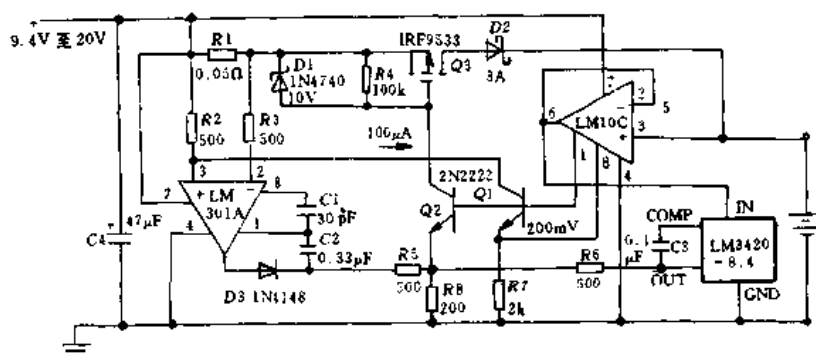 9.4V 至 20V
R1
0.05Ω
D1
1N4740
10V
R4
100k
IRF9533
Q3
D2
3A
R2
500
R3
500
100μA
6
7
2
5
LM10C
3
1
8
4
3
2
7
+ LM −
301A
8
4
1
C1
30pF
C2
0.33μF
2N2222
Q1
Q2
200mV
C4
47μF
D3 1N4148
R5
500
R8
200
R7
2k
R6
500
COMP
IN
0.1
μF
C3
LM3420
-8.4
OUT
GND